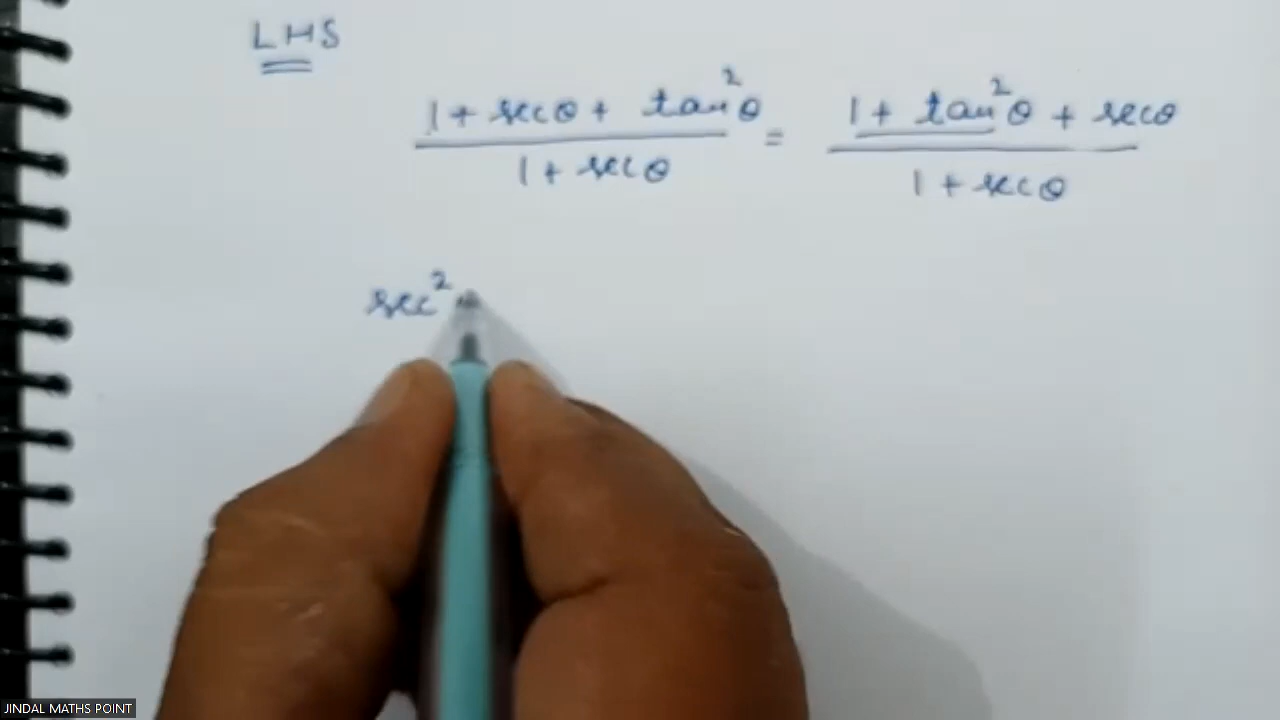 LHS
1 + secθ + tan²θ = 1 + tan²θ + secθ
1 + secθ 1 + secθ
sec²
JINDAL MATHS POINT